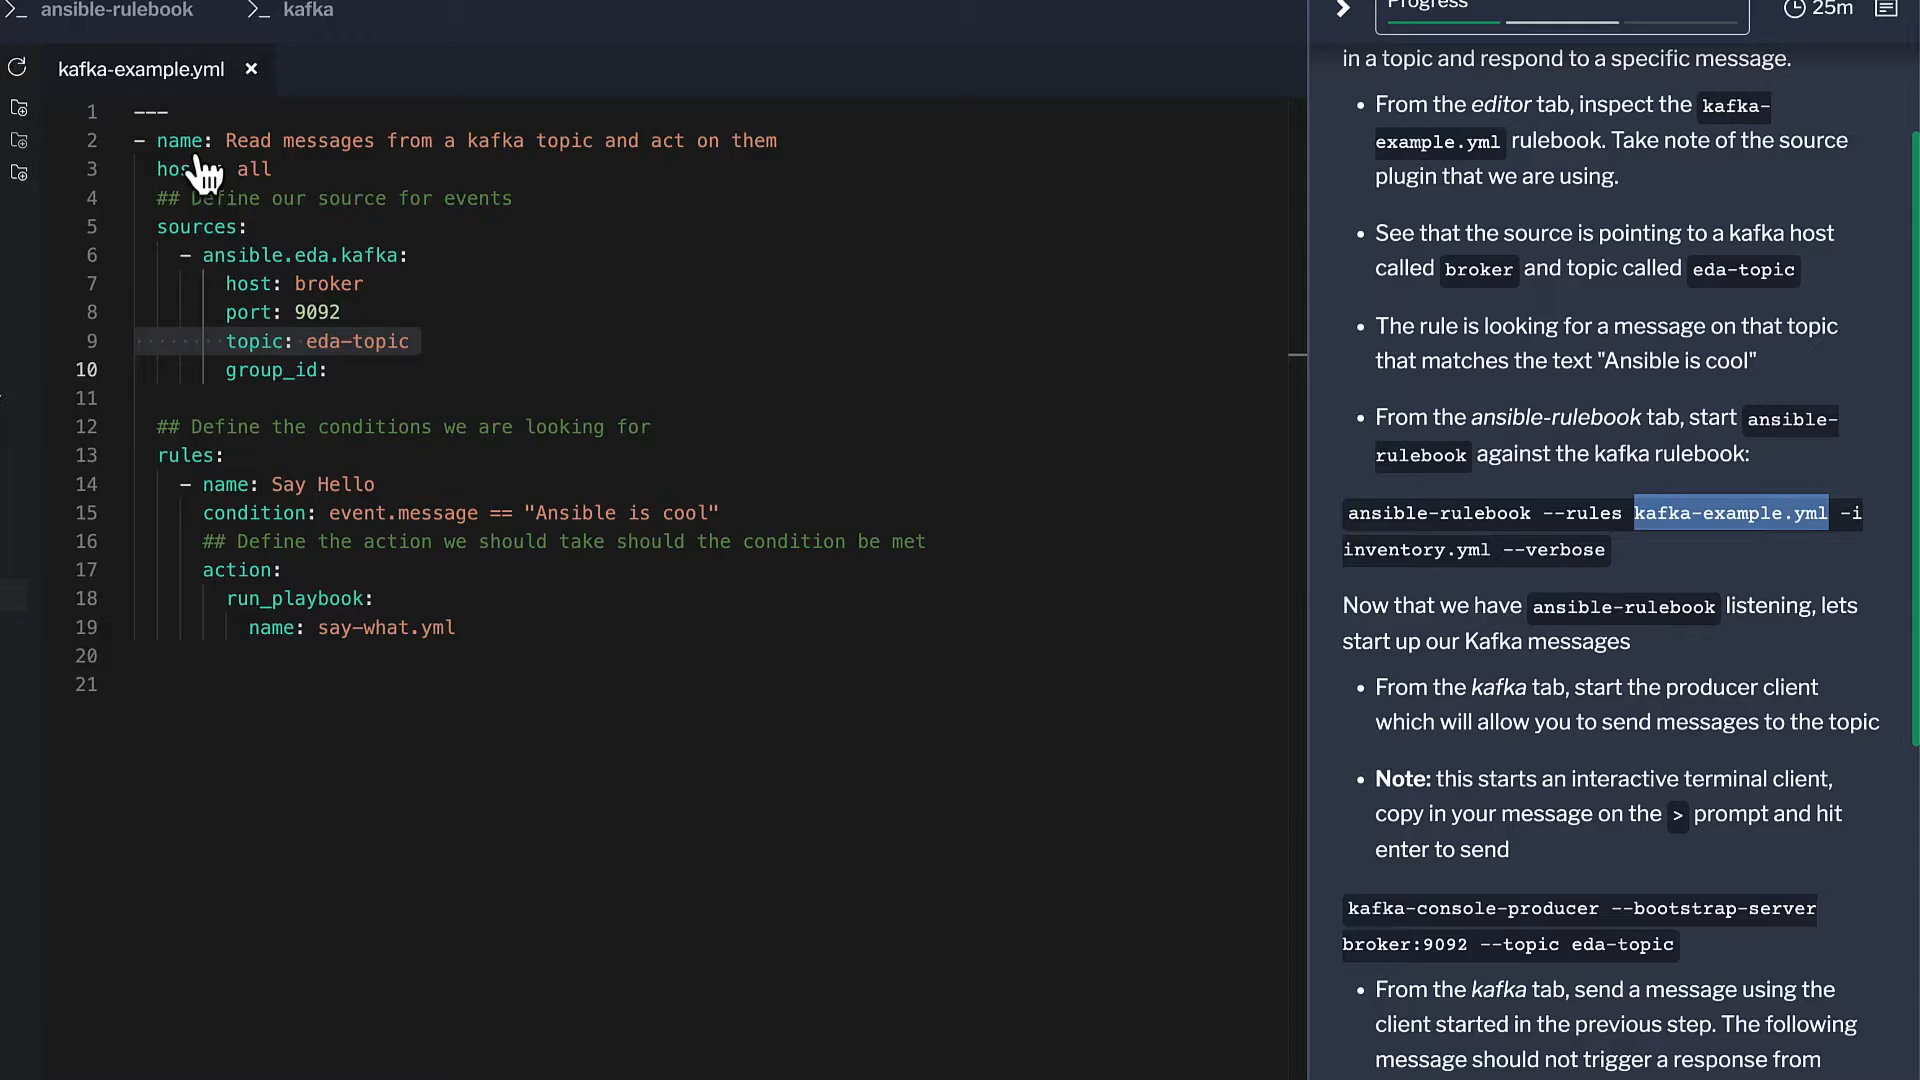 ansible-rulebook
kafka
Progress
25m
kafka-example.yml
1 ---
2 - name: Read messages from a kafka topic and act on them
3 all
4 ## Define our source for events
5 sources:
6 - ansible.eda.kafka:
7 host: broker
8 port: 9092
9 topic: eda-topic
10 group_id:
11
12 ## Define the conditions we are looking for
13 rules:
14 - name: Say Hello
15 condition: event.message == "Ansible is cool"
16 ## Define the action we should take should the condition be met
17 action:
18 run_playbook:
19 name: say-what.yml
20
21
in a topic and respond to a specific message.
• From the editor tab, inspect the kafka-
example.yml rulebook. Take note of the source
plugin that we are using.
• See that the source is pointing to a kafka host
called broker and topic called eda-topic
• The rule is looking for a message on that topic
that matches the text "Ansible is cool"
• From the ansible-rulebook tab, start ansible-
rulebook against the kafka rulebook:
ansible-rulebook --rules kafka-example.yml -i
inventory.yml --verbose
Now that we have ansible-rulebook listening, lets
start up our Kafka messages
• From the kafka tab, start the producer client
which will allow you to send messages to the topic
• Note: this starts an interactive terminal client,
copy in your message on the > prompt and hit
enter to send
kafka-console-producer --bootstrap-server
broker:9092 --topic eda-topic
• From the kafka tab, send a message using the
client started in the previous step. The following
message should not trigger a response from